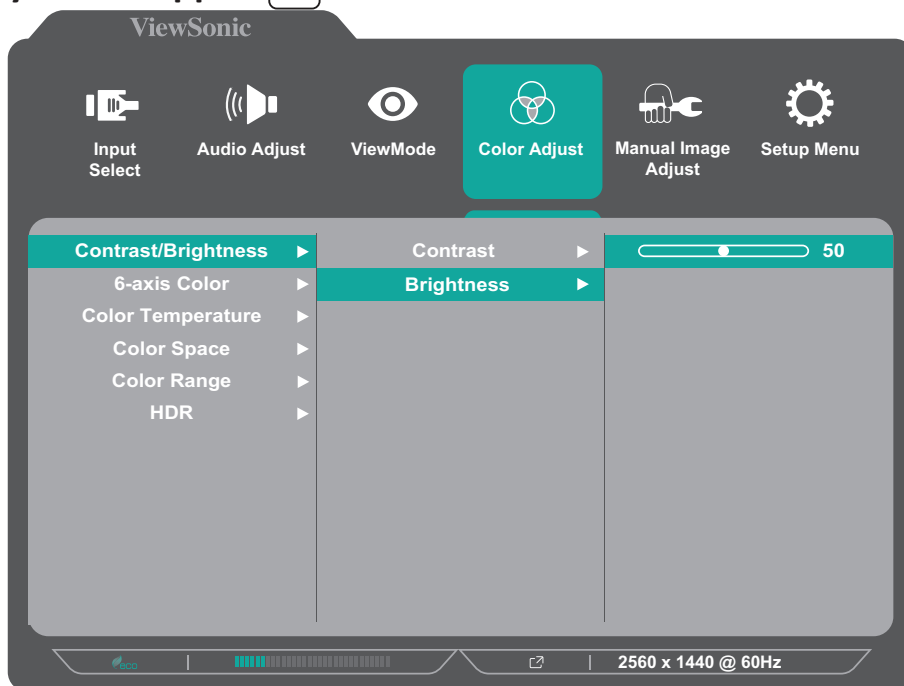 ViewSonic
Input
Select
Audio Adjust
ViewMode
Color Adjust
Manual Image
Adjust
Setup Menu
Contrast/Brightness
Contrast
50
6-axis Color
Brightness
Color Temperature
Color Space
Color Range
HDR
eco
2560 x 1440 @ 60Hz